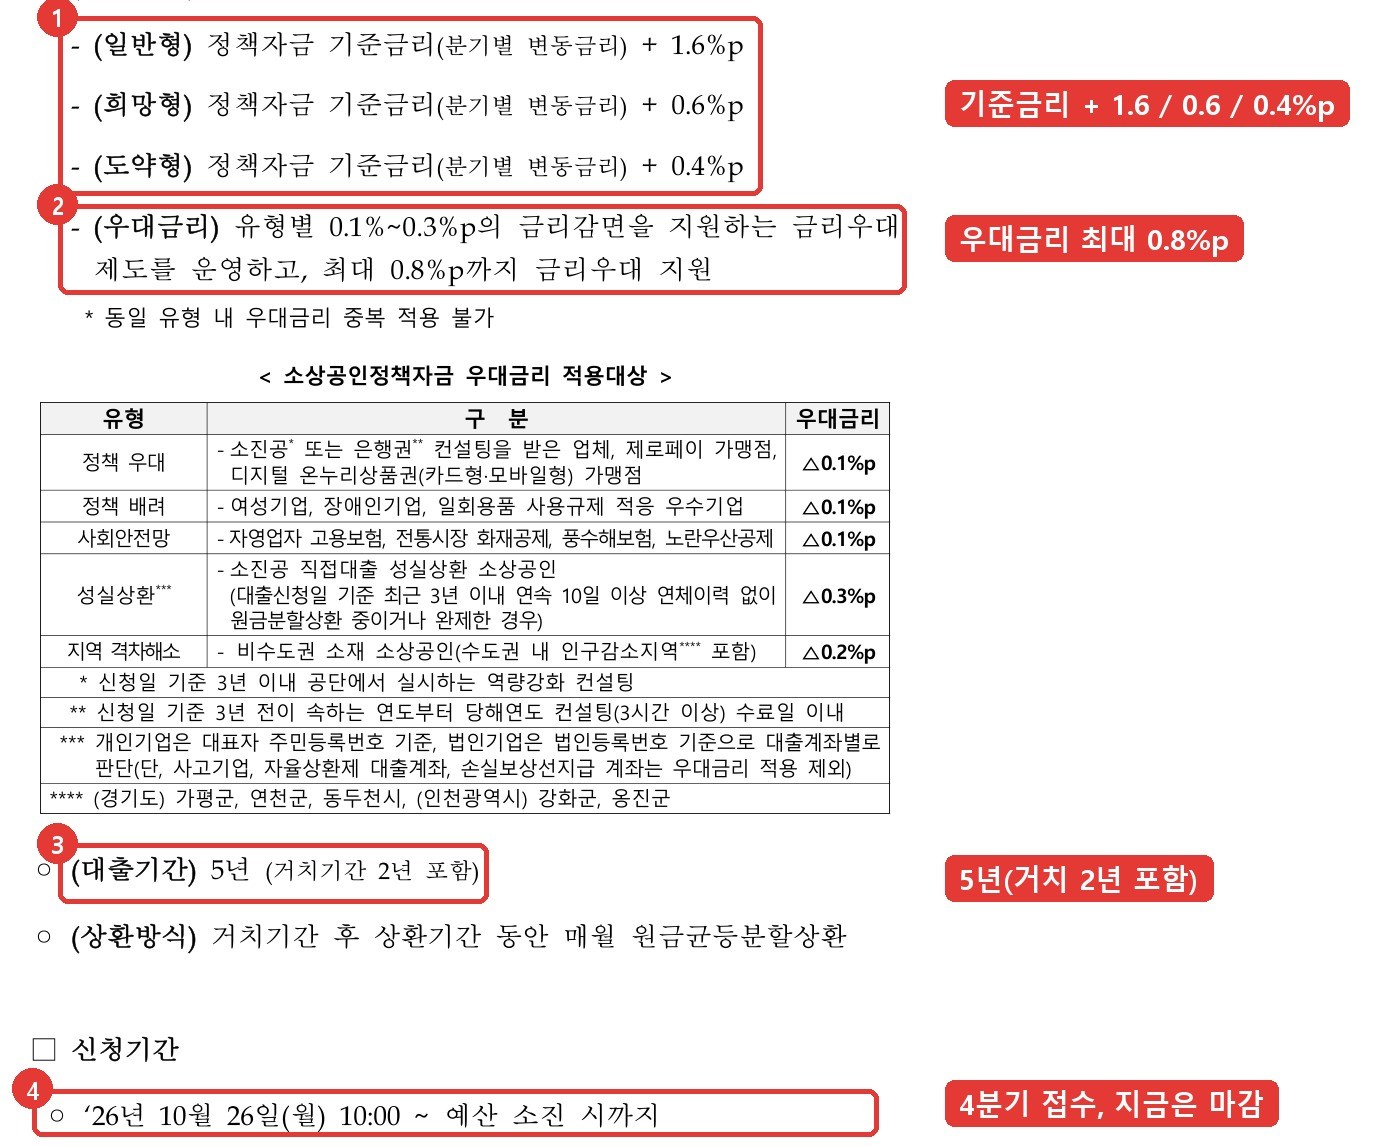 1
- (일반형) 정책자금 기준금리(분기별 변동금리) + 1.6%p
- (희망형) 정책자금 기준금리(분기별 변동금리) + 0.6%p
기준금리 + 1.6 / 0.6 / 0.4%p
- (도약형) 정책자금 기준금리(분기별 변동금리) + 0.4%p
2
- (우대금리) 유형별 0.1%~0.3%p의 금리감면을 지원하는 금리우대
제도를 운영하고, 최대 0.8%p까지 금리우대 지원
우대금리 최대 0.8%p
* 동일 유형 내 우대금리 중복 적용 불가
< 소상공인정책자금 우대금리 적용대상 >
유형 구 분 우대금리
정책 우대 - 소진공* 또는 은행권** 컨설팅을 받은 업체, 제로페이 가맹점, 디지털 온누리상품권(카드형·모바일형) 가맹점 △0.1%p
정책 배려 - 여성기업, 장애인기업, 일회용품 사용규제 적응 우수기업 △0.1%p
사회안전망 - 자영업자 고용보험, 전통시장 화재공제, 풍수해보험, 노란우산공제 △0.1%p
성실상환*** - 소진공 직접대출 성실상환 소상공인
(대출신청일 기준 최근 3년 이내 연속 10일 이상 연체이력 없이
원금분할상환 중이거나 완제한 경우) △0.3%p
지역 격차해소 - 비수도권 소재 소상공인(수도권 내 인구감소지역**** 포함) △0.2%p
* 신청일 기준 3년 이내 공단에서 실시하는 역량강화 컨설팅
** 신청일 기준 3년 전이 속하는 연도부터 당해연도 컨설팅(3시간 이상) 수료일 이내
*** 개인기업은 대표자 주민등록번호 기준, 법인기업은 법인등록번호 기준으로 대출계좌별로
판단(단, 사고기업, 자율상환제 대출계좌, 손실보상선지급 계좌는 우대금리 적용 제외)
**** (경기도) 가평군, 연천군, 동두천시, (인천광역시) 강화군, 옹진군
3
○ (대출기간) 5년 (거치기간 2년 포함)
5년(거치 2년 포함)
○ (상환방식) 거치기간 후 상환기간 동안 매월 원금균등분할상환
□ 신청기간
4
○ ‘26년 10월 26일(월) 10:00 ~ 예산 소진 시까지
4분기 접수, 지금은 마감